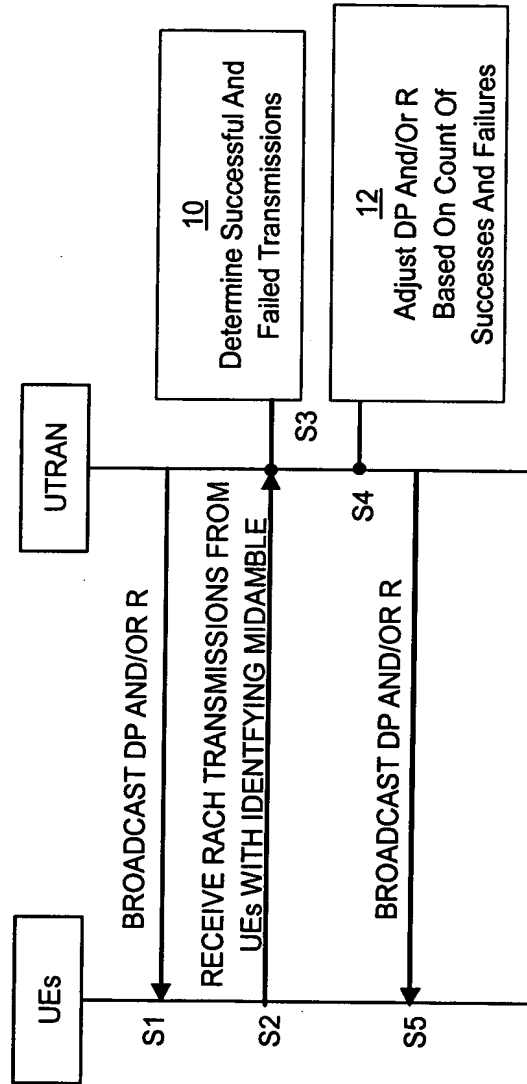 UEs
UTRAN
S1
BROADCAST DP AND/OR R
RECEIVE RACH TRANSMISSIONS FROM
UEs WITH IDENTFYING MIDAMBLE
S2
S3
10
Determine Successful And
Failed Transmissions
S4
12
Adjust DP And/Or R
Based On Count Of
Successes And Failures
BROADCAST DP AND/OR R
S5